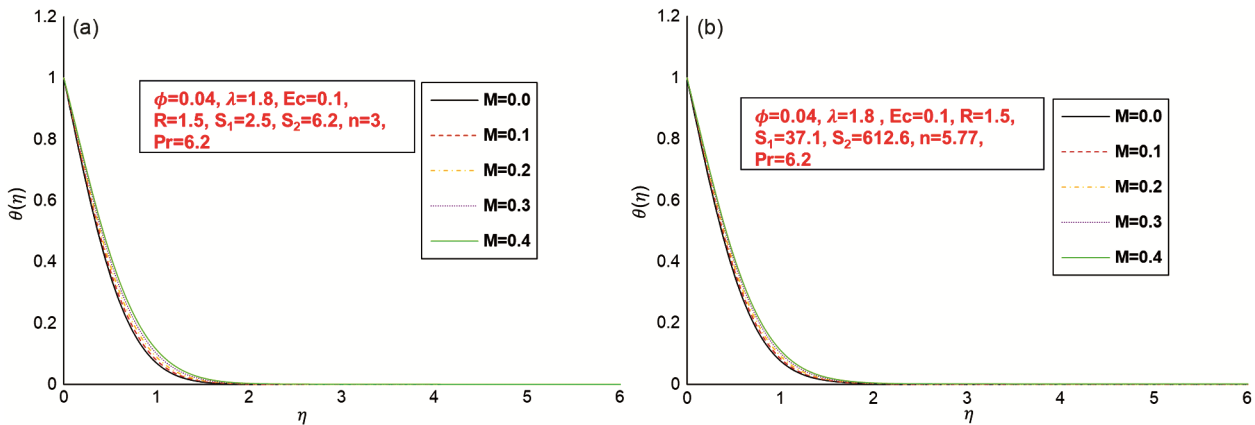 (a)
1.2
1
0.8
0.6
0.4
0.2
0
θ(η)
ϕ=0.04, λ=1.8, Ec=0.1,
R=1.5, S₁=2.5, S₂=6.2, n=3,
Pr=6.2
M=0.0
M=0.1
M=0.2
M=0.3
M=0.4
0 1 2 3 4 5 6
η
(b)
1.2
1
0.8
0.6
0.4
0.2
0
θ(η)
ϕ=0.04, λ=1.8 , Ec=0.1, R=1.5,
S₁=37.1, S₂=612.6, n=5.77,
Pr=6.2
M=0.0
M=0.1
M=0.2
M=0.3
M=0.4
0 1 2 3 4 5 6
η